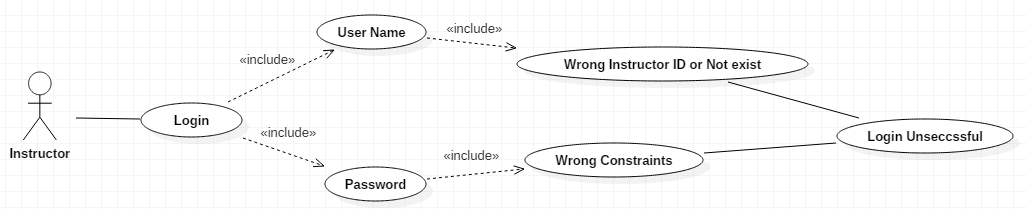 User Name
«include»
«include»
Wrong Instructor ID or Not exist
Login
«include»
Login Unseccssful
Instructor
«include»
Wrong Constraints
Password